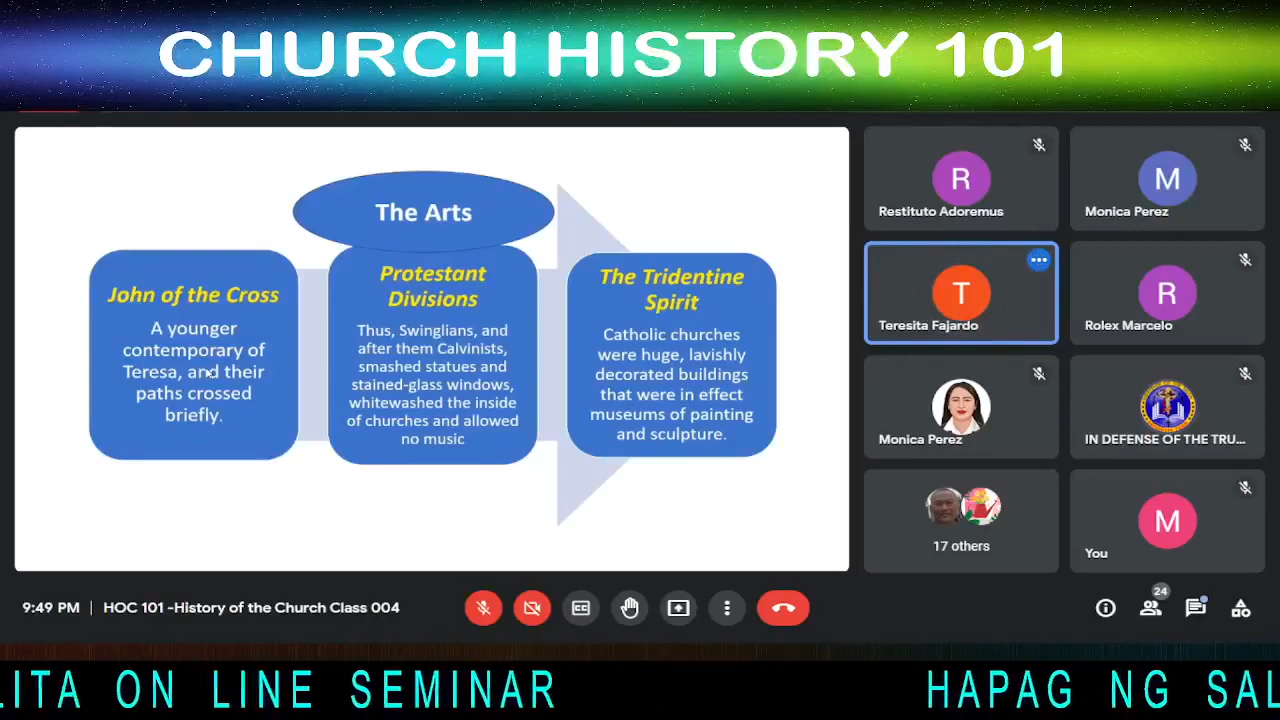 CHURCH HISTORY 101
The Arts
John of the Cross
A younger
contemporary of
Teresa, and their
paths crossed
briefly.
Protestant
Divisions
Thus, Swinglians, and
after them Calvinists,
smashed statues and
stained-glass windows,
whitewashed the inside
of churches and allowed
no music
The Tridentine
Spirit
Catholic churches
were huge, lavishly
decorated buildings
that were in effect
museums of painting
and sculpture.
R
Restituto Adoremus
M
Monica Perez
T
Teresita Fajardo
R
Rolex Marcelo
Monica Perez
IN DEFENSE OF THE TRU...
17 others
M
You
9:49 PM | HOC 101 -History of the Church Class 004
CC
24
LITA ON LINE SEMINAR
HAPAG NG SAL